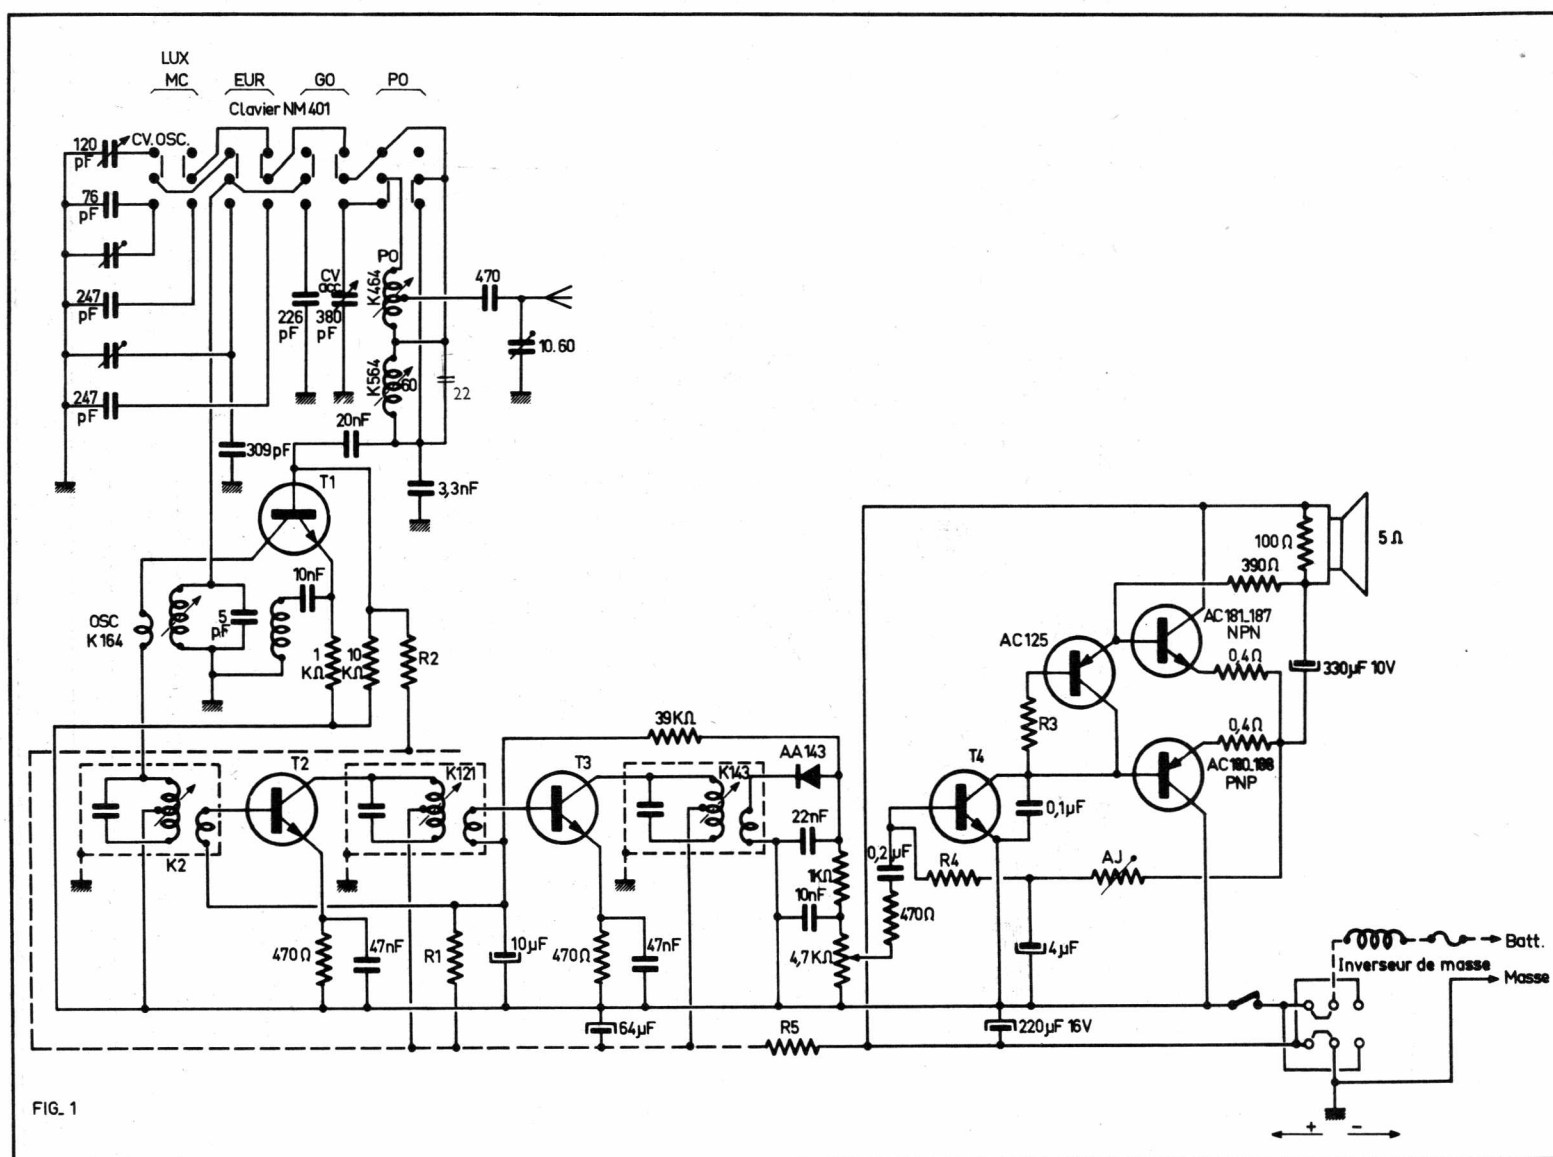 LUX
MC
EUR
GO
PO
Clavier NM 401
120
pF
CV. OSC.
76
pF
247
pF
247
pF
309pF
226
pF
CV
acc
380
pF
PO
K464
K564
GO
22
470
10.60
20nF
3,3nF
T1
10nF
OSC
K164
5
pF
1
KΩ
10
KΩ
R2
K2
T2
K121
39KΩ
T3
K143
AA143
22nF
1KΩ
10nF
4,7KΩ
470Ω
47nF
R1
10µF
470Ω
47nF
64µF
R5
0,2µF
470Ω
T4
R4
R3
0,1µF
4µF
AJ
AC125
AC181_187
NPN
0,4Ω
0,4Ω
AC180.188
PNP
100Ω
390Ω
5Ω
330µF 10V
220µF 16V
Batt.
Inverseur de masse
Masse
+ −
FIG_ 1